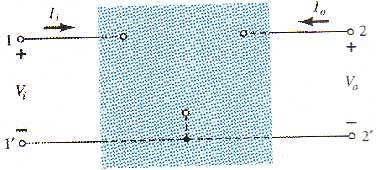 I_i I_o
1 2
+ +
V_i V_o
− −
1' 2'